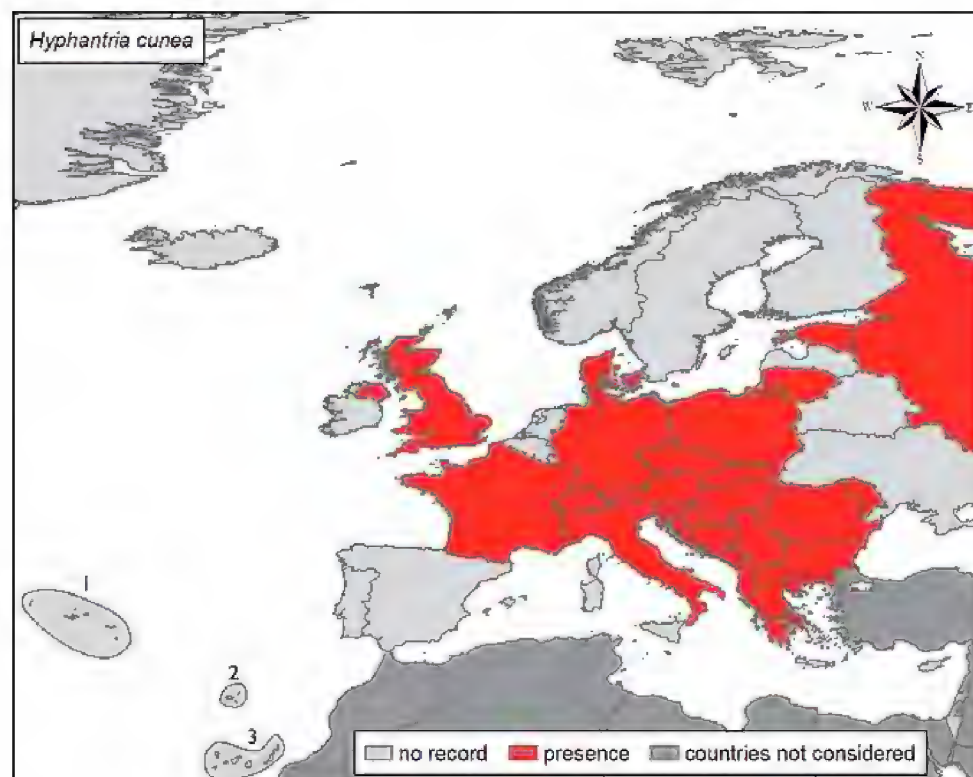 Hyphantria cunea
N
W E
S
1
2
3
no record presence countries not considered